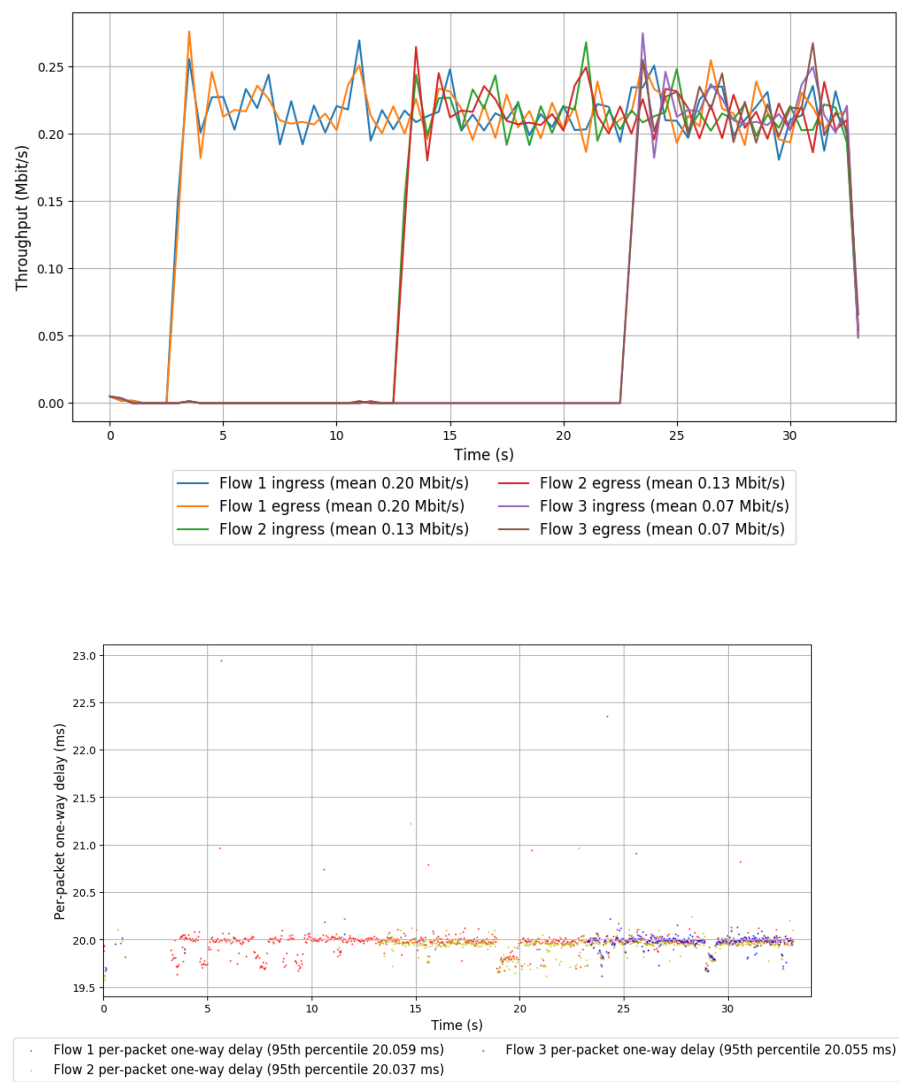 0.25
0.20
0.15
0.10
0.05
0.00
Throughput (Mbit/s)
0 5 10 15 20 25 30
Time (s)
Flow 1 ingress (mean 0.20 Mbit/s) Flow 2 egress (mean 0.13 Mbit/s)
Flow 1 egress (mean 0.20 Mbit/s) Flow 3 ingress (mean 0.07 Mbit/s)
Flow 2 ingress (mean 0.13 Mbit/s) Flow 3 egress (mean 0.07 Mbit/s)
23.0
22.5
22.0
21.5
21.0
20.5
20.0
19.5
Per-packet one-way delay (ms)
0 5 10 15 20 25 30
Time (s)
Flow 1 per-packet one-way delay (95th percentile 20.059 ms) Flow 3 per-packet one-way delay (95th percentile 20.055 ms)
Flow 2 per-packet one-way delay (95th percentile 20.037 ms)